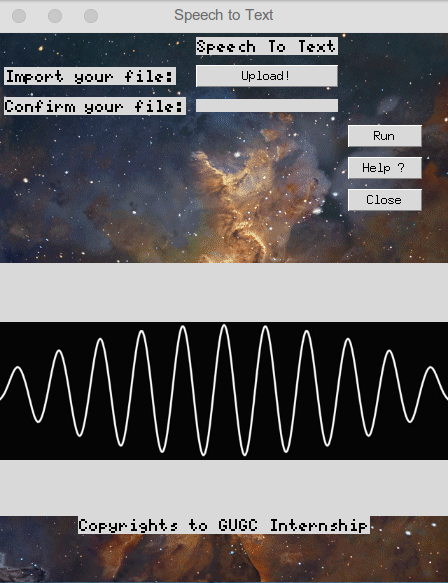 Speech to Text
Speech To Text
Import your file:
Upload!
Confirm your file:
Run
Help ?
Close
Copyrights to GUGC Internship